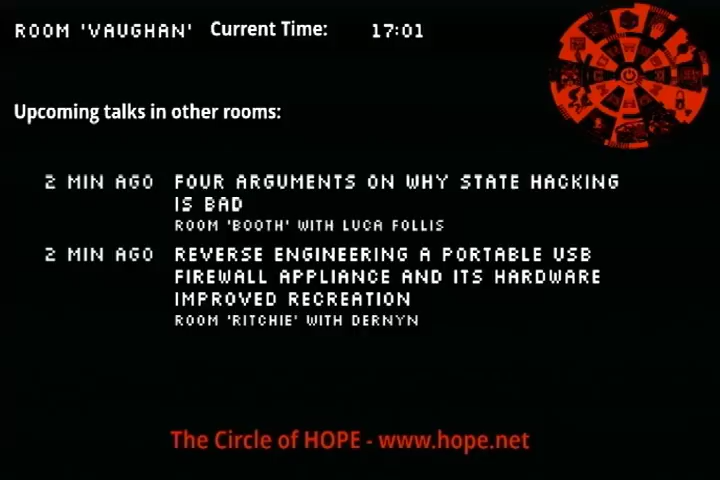 ROOM 'VAUGHAN' Current Time: 17:01
Upcoming talks in other rooms:
2 MIN AGO FOUR ARGUMENTS ON WHY STATE HACKING
IS BAD
ROOM 'BOOTH' WITH LUCA FOLLIS
2 MIN AGO REVERSE ENGINEERING A PORTABLE USB
FIREWALL APPLIANCE AND ITS HARDWARE
IMPROVED RECREATION
ROOM 'RITCHIE' WITH DERNYN
The Circle of HOPE - www.hope.net